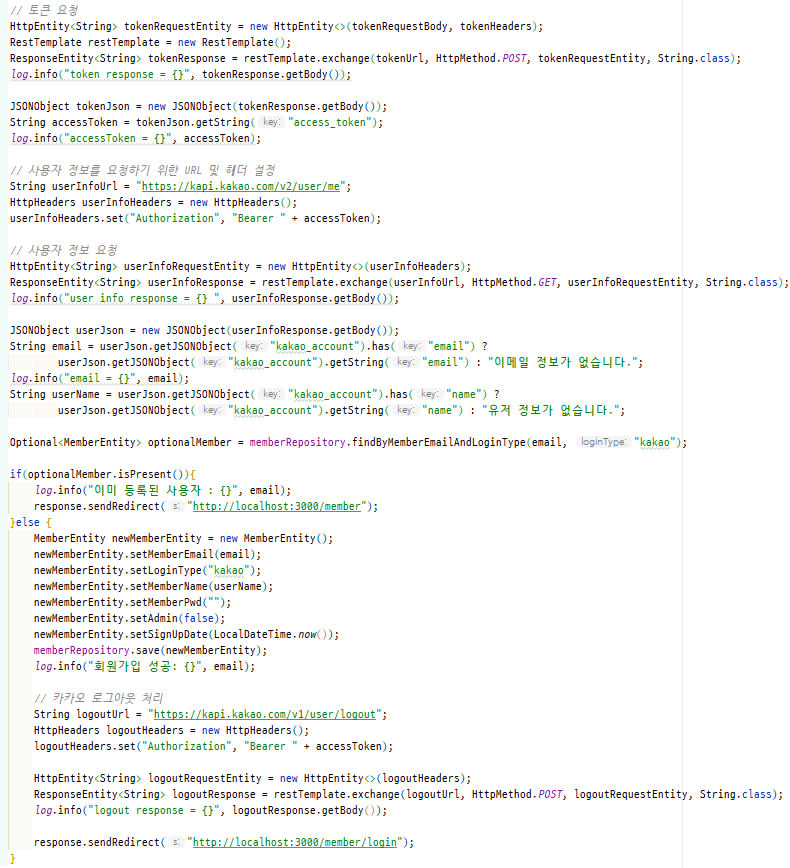 // 토큰 요청
HttpEntity<String> tokenRequestEntity = new HttpEntity<>(tokenRequestBody, tokenHeaders);
RestTemplate restTemplate = new RestTemplate();
ResponseEntity<String> tokenResponse = restTemplate.exchange(tokenUrl, HttpMethod.POST, tokenRequestEntity, String.class);
log.info("token response = {}", tokenResponse.getBody());

JSONObject tokenJson = new JSONObject(tokenResponse.getBody());
String accessToken = tokenJson.getString( key: "access_token");
log.info("accessToken = {}", accessToken);

// 사용자 정보를 요청하기 위한 URL 및 헤더 설정
String userInfoUrl = "https://kapi.kakao.com/v2/user/me";
HttpHeaders userInfoHeaders = new HttpHeaders();
userInfoHeaders.set("Authorization", "Bearer " + accessToken);

// 사용자 정보 요청
HttpEntity<String> userInfoRequestEntity = new HttpEntity<>(userInfoHeaders);
ResponseEntity<String> userInfoResponse = restTemplate.exchange(userInfoUrl, HttpMethod.GET, userInfoRequestEntity, String.class);
log.info("user info response = {} ", userInfoResponse.getBody());

JSONObject userJson = new JSONObject(userInfoResponse.getBody());
String email = userJson.getJSONObject( key: "kakao_account").has( key: "email") ?
        userJson.getJSONObject( key: "kakao_account").getString( key: "email") : "이메일 정보가 없습니다.";
log.info("email = {}", email);
String userName = userJson.getJSONObject( key: "kakao_account").has( key: "name") ?
        userJson.getJSONObject( key: "kakao_account").getString( key: "name") : "유저 정보가 없습니다.";

Optional<MemberEntity> optionalMember = memberRepository.findByMemberEmailAndLoginType(email, loginType: "kakao");

if(optionalMember.isPresent()){
    log.info("이미 등록된 사용자 : {}", email);
    response.sendRedirect( s: "http://localhost:3000/member");
}else {
    MemberEntity newMemberEntity = new MemberEntity();
    newMemberEntity.setMemberEmail(email);
    newMemberEntity.setLoginType("kakao");
    newMemberEntity.setMemberName(userName);
    newMemberEntity.setMemberPwd("");
    newMemberEntity.setAdmin(false);
    newMemberEntity.setSignUpDate(LocalDateTime.now());
    memberRepository.save(newMemberEntity);
    log.info("회원가입 성공: {}", email);

    // 카카오 로그아웃 처리
    String logoutUrl = "https://kapi.kakao.com/v1/user/logout";
    HttpHeaders logoutHeaders = new HttpHeaders();
    logoutHeaders.set("Authorization", "Bearer " + accessToken);

    HttpEntity<String> logoutRequestEntity = new HttpEntity<>(logoutHeaders);
    ResponseEntity<String> logoutResponse = restTemplate.exchange(logoutUrl, HttpMethod.POST, logoutRequestEntity, String.class);
    log.info("logout response = {}", logoutResponse.getBody());

    response.sendRedirect( s: "http://localhost:3000/member/login");
}